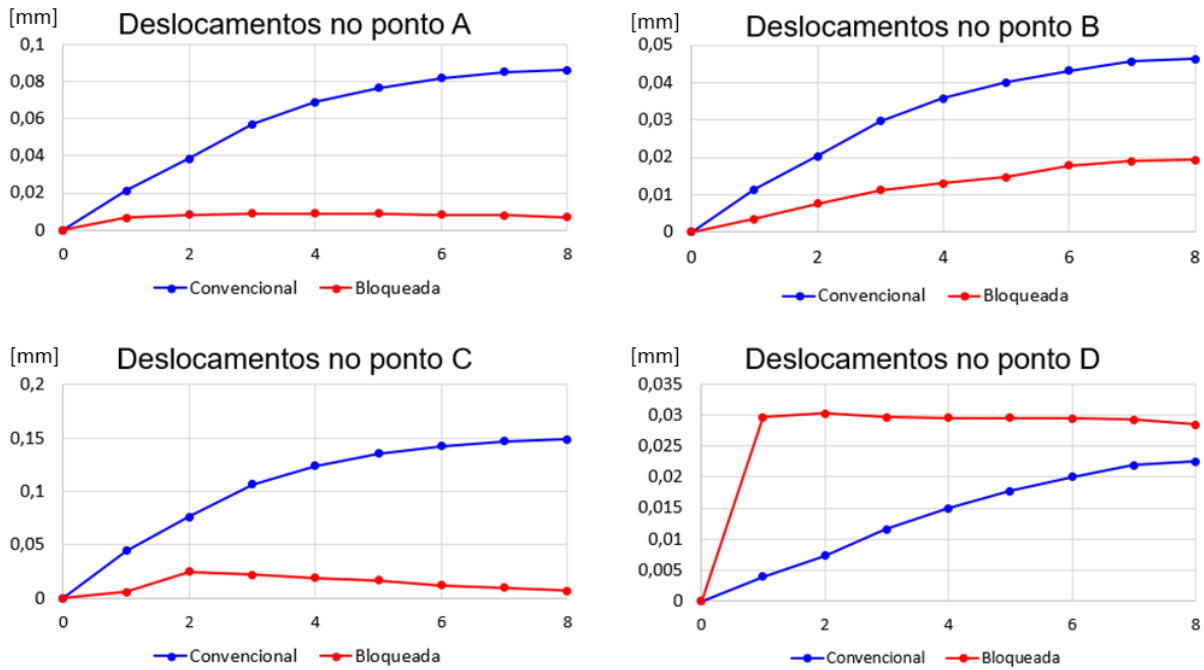 [mm]
Deslocamentos no ponto A
0,1
0,08
0,06
0,04
0,02
0
0 2 4 6 8
Convencional Bloqueada
[mm]
Deslocamentos no ponto B
0,05
0,04
0,03
0,02
0,01
0
0 2 4 6 8
Convencional Bloqueada
[mm]
Deslocamentos no ponto C
0,2
0,15
0,1
0,05
0
0 2 4 6 8
Convencional Bloqueada
[mm]
Deslocamentos no ponto D
0,035
0,03
0,025
0,02
0,015
0,01
0,005
0
0 2 4 6 8
Convencional Bloqueada